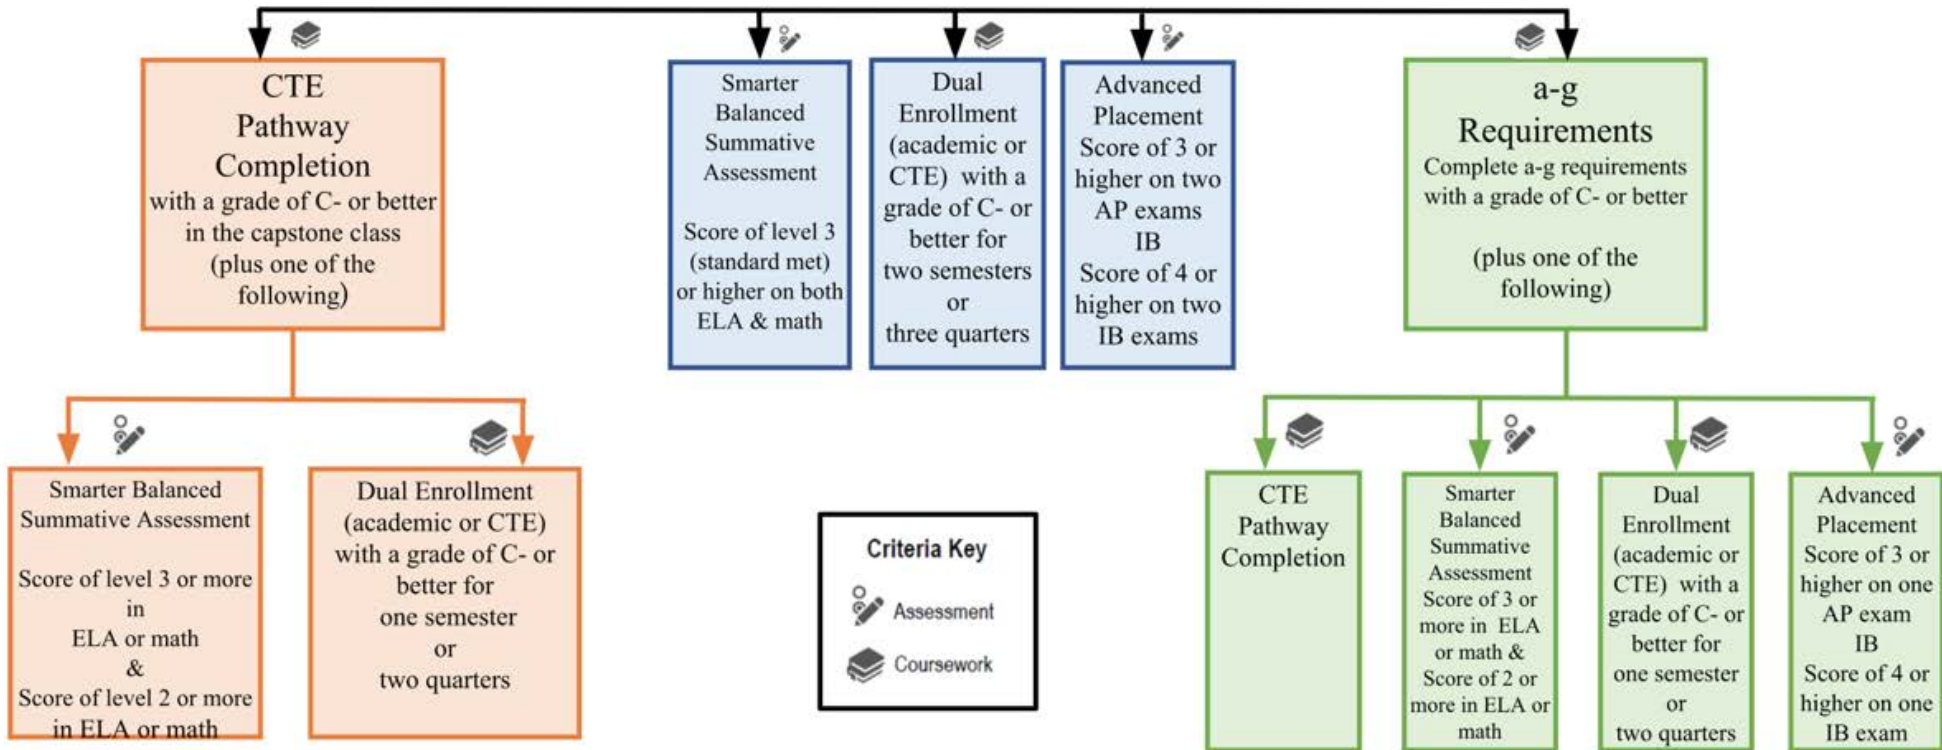 CTE
Pathway
Completion
with a grade of C- or better
in the capstone class
(plus one of the
following)
Smarter
Balanced
Summative
Assessment
Score of level 3
(standard met)
or higher on both
ELA & math
Dual
Enrollment
(academic or
CTE) with a
grade of C- or
better for
two semesters
or
three quarters
Advanced
Placement
Score of 3 or
higher on two
AP exams
IB
Score of 4 or
higher on two
IB exams
a-g
Requirements
Complete a-g requirements
with a grade of C- or better
(plus one of the
following)
Smarter Balanced
Summative Assessment
Score of level 3 or more
in
ELA or math
&
Score of level 2 or more
in ELA or math
Dual Enrollment
(academic or CTE)
with a grade of C- or
better for
one semester
or
two quarters
Criteria Key
Assessment
Coursework
CTE
Pathway
Completion
Smarter
Balanced
Summative
Assessment
Score of 3 or
more in ELA
or math &
Score of 2 or
more in ELA or
math
Dual
Enrollment
(academic or
CTE) with a
grade of C- or
better for
one semester
or
two quarters
Advanced
Placement
Score of 3 or
higher on one
AP exam
IB
Score of 4 or
higher on one
IB exam